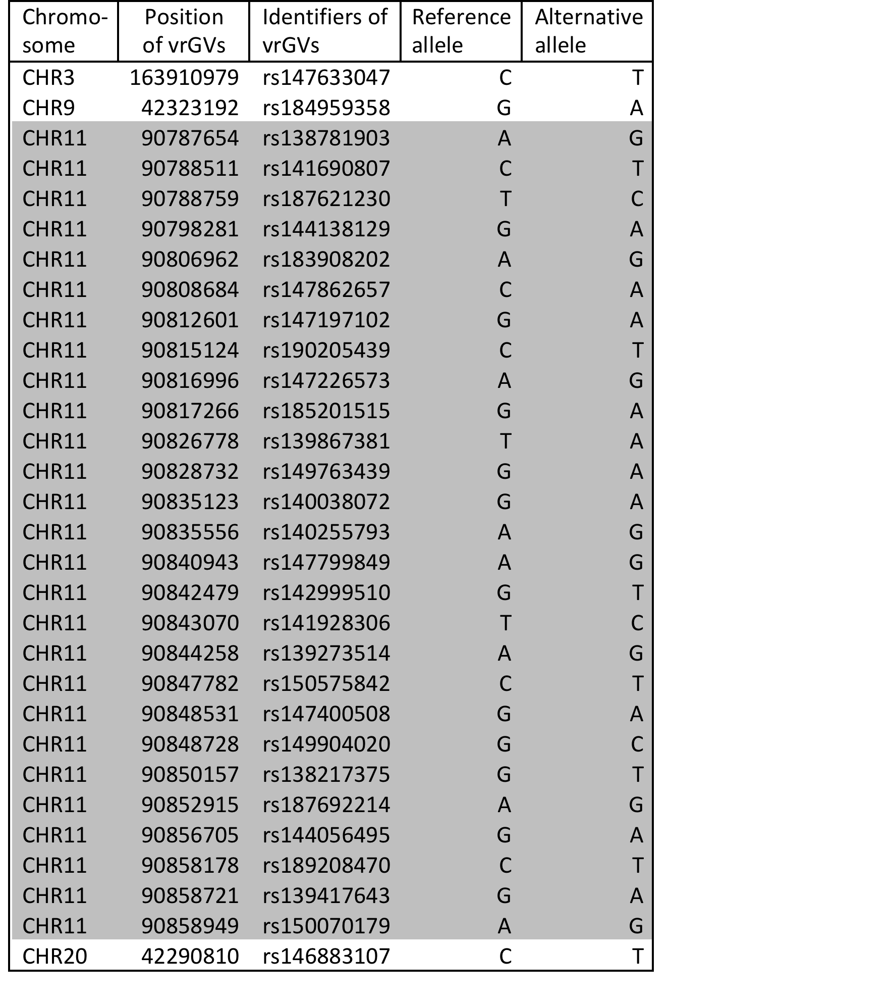 Chromo- Position Identifiers of Reference Alternative
some of vrGVs vrGVs allele allele
CHR3 163910979 rs147633047 C T
CHR9 42323192 rs184959358 G A
CHR11 90787654 rs138781903 A G
CHR11 90788511 rs141690807 C T
CHR11 90788759 rs187621230 T C
CHR11 90798281 rs144138129 G A
CHR11 90806962 rs183908202 A G
CHR11 90808684 rs147862657 C A
CHR11 90812601 rs147197102 G A
CHR11 90815124 rs190205439 C T
CHR11 90816996 rs147226573 A G
CHR11 90817266 rs185201515 G A
CHR11 90826778 rs139867381 T A
CHR11 90828732 rs149763439 G A
CHR11 90835123 rs140038072 G A
CHR11 90835556 rs140255793 A G
CHR11 90840943 rs147799849 A G
CHR11 90842479 rs142999510 G T
CHR11 90843070 rs141928306 T C
CHR11 90844258 rs139273514 A G
CHR11 90847782 rs150575842 C T
CHR11 90848531 rs147400508 G A
CHR11 90848728 rs149904020 G C
CHR11 90850157 rs138217375 G T
CHR11 90852915 rs187692214 A G
CHR11 90856705 rs144056495 G A
CHR11 90858178 rs189208470 C T
CHR11 90858721 rs139417643 G A
CHR11 90858949 rs150070179 A G
CHR20 42290810 rs146883107 C T